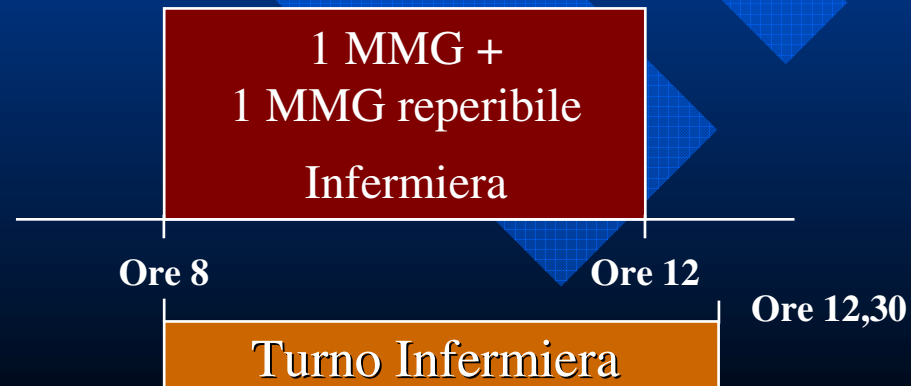 1 MMG +
1 MMG reperibile
Infermiera
Ore 8
Ore 12
Ore 12,30
Turno Infermiera